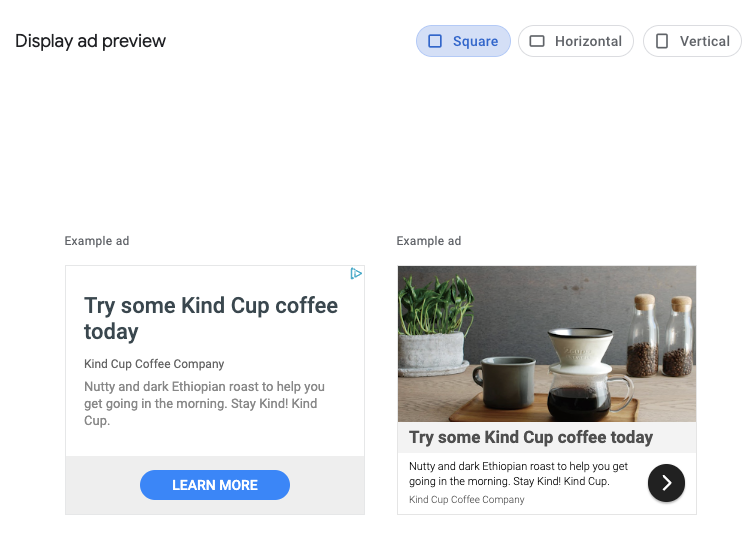 Display ad preview
Square
Horizontal
Vertical
Example ad
Try some Kind Cup coffee
today
Kind Cup Coffee Company
Nutty and dark Ethiopian roast to help you
get going in the morning. Stay Kind! Kind
Cup.
LEARN MORE
Example ad
Try some Kind Cup coffee today
Nutty and dark Ethiopian roast to help you get
going in the morning. Stay Kind! Kind Cup.
Kind Cup Coffee Company